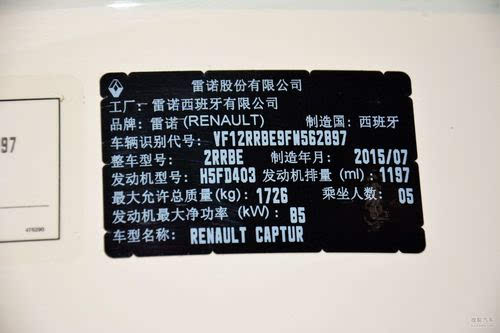 雷诺股份有限公司
工厂: 雷诺西班牙有限公司
品牌: 雷诺 (RENAULT) 制造国: 西班牙
车辆识别代号: VF12RRBE9FW562897
整车型号: 2RRBE 制造年月: 2015/07
发动机型号: H5FD403 发动机排量 (ml): 1197
最大允许总质量(kg): 1726 乘坐人数: 05
发动机最大净功率 (kW): 85
车型名称: RENAULT CAPTUR
97
476290